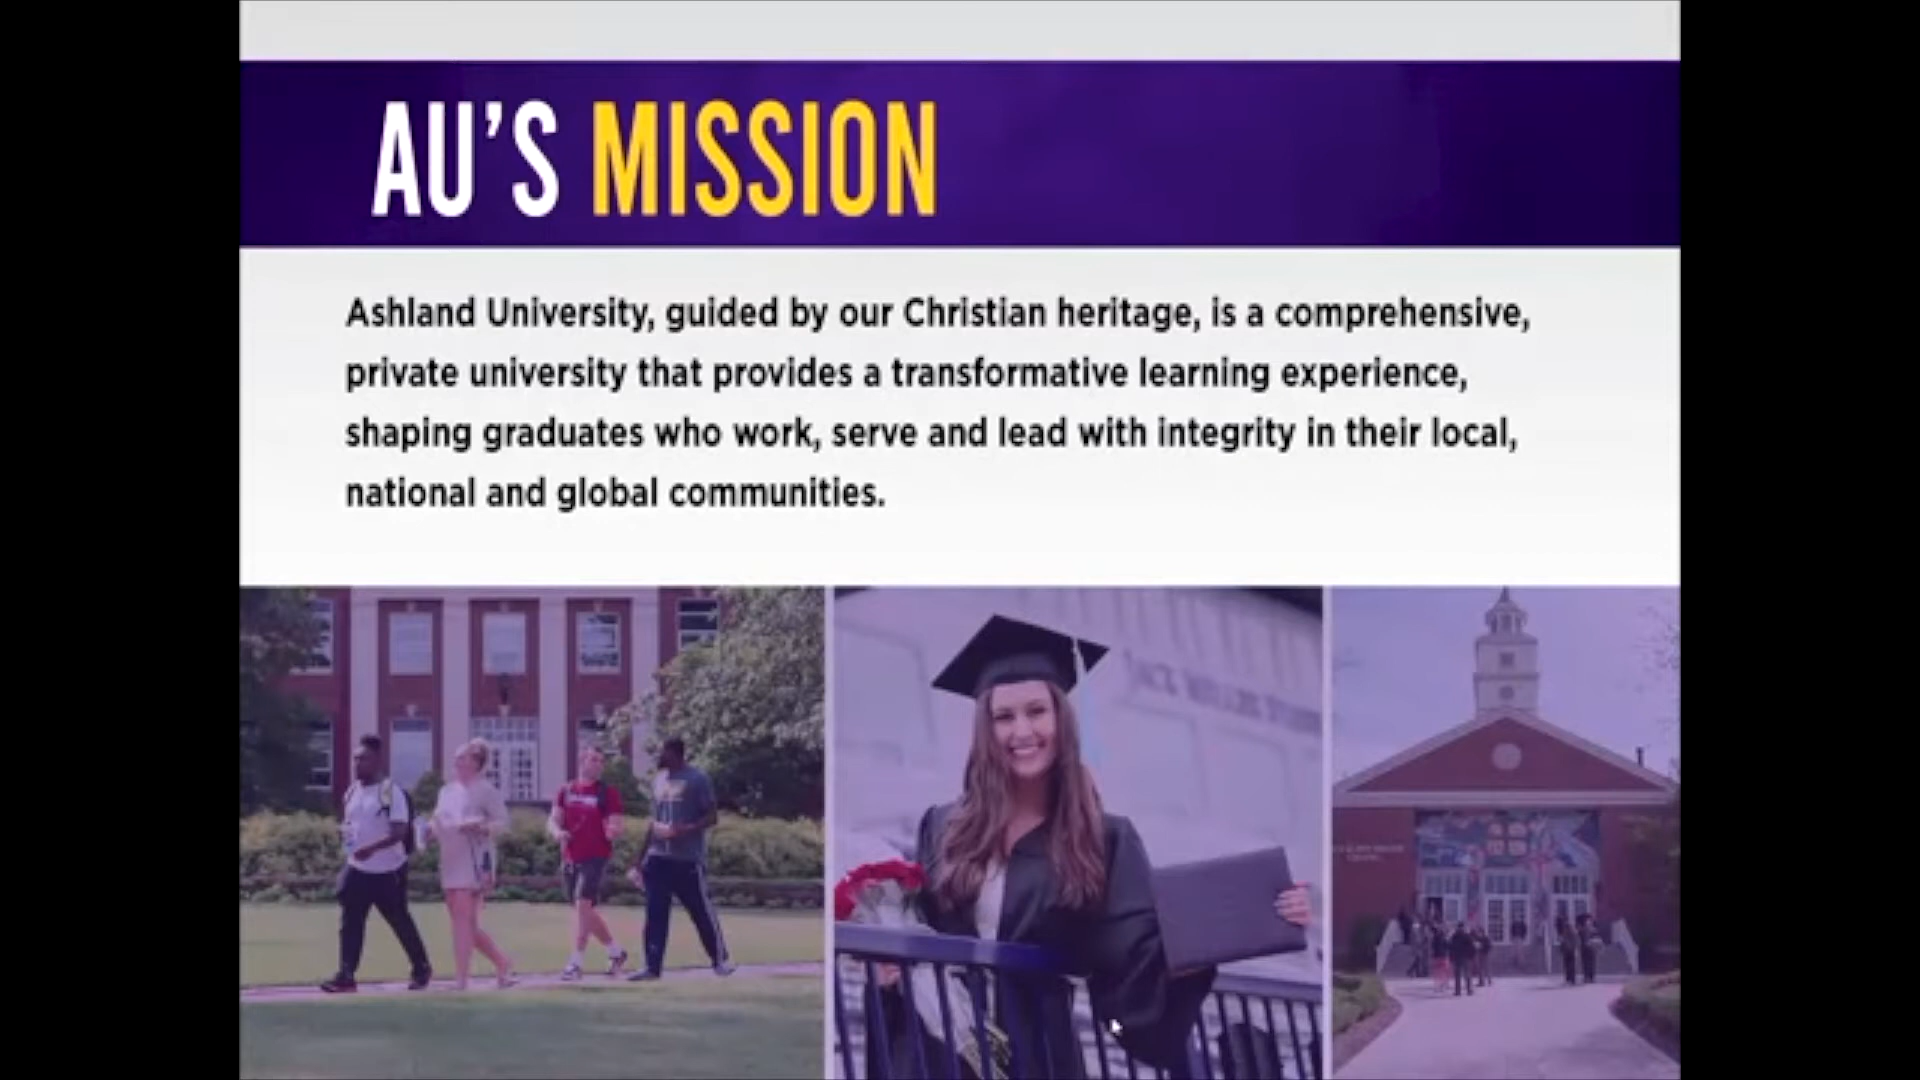 AU'S MISSION
Ashland University, guided by our Christian heritage, is a comprehensive,
private university that provides a transformative learning experience,
shaping graduates who work, serve and lead with integrity in their local,
national and global communities.